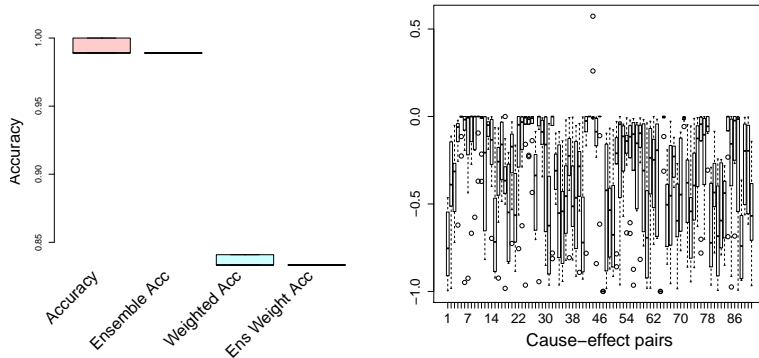 Accuracy
1.00
0.95
0.90
0.85
Accuracy
Ensemble Acc
Weighted Acc
Ens Weight Acc
0.5
0.0
−0.5
−1.0
1 7 14 22 30 38 46 54 62 70 78 86
Cause−effect pairs